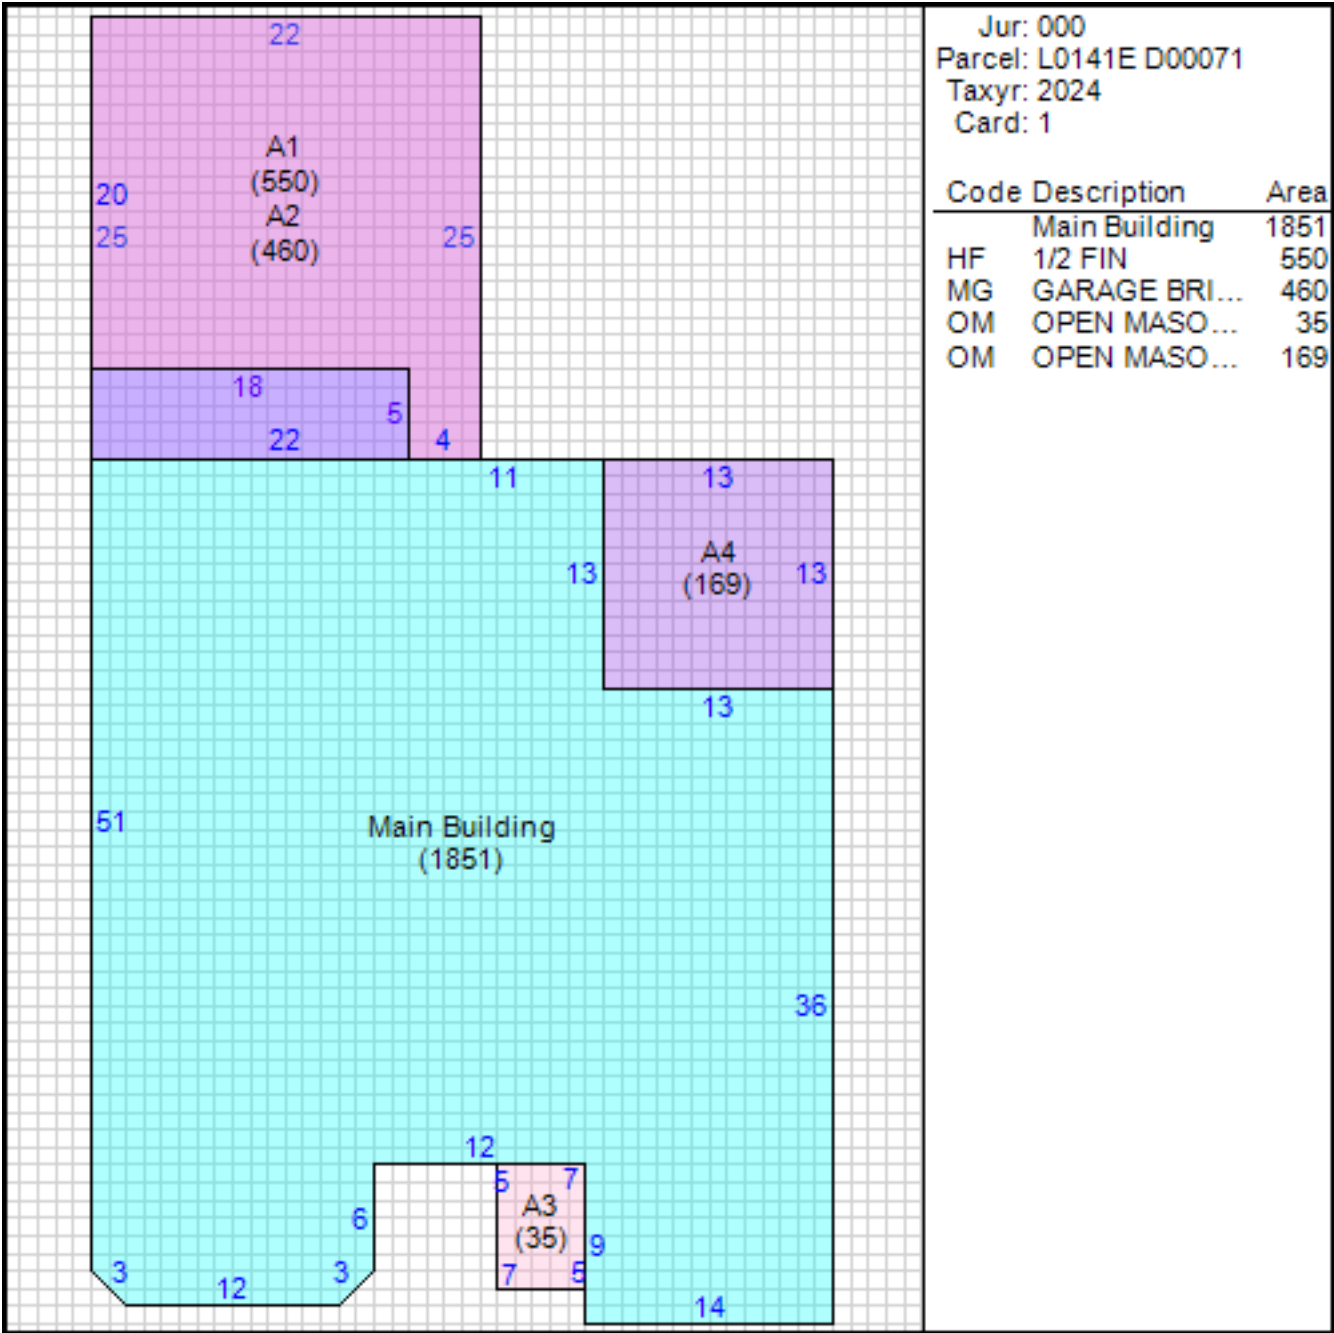 22
A1
(550)
20
A2
25
25
(460)
18
5
22
4
11
13
A4
13
13
(169)
13
51
Main Building
(1851)
36
12
5
7
A3
6
(35)
9
3
3
7
5
12
14
Jur: 000
Parcel: L0141E D00071
Taxyr: 2024
Card: 1
Code Description Area
Main Building 1851
HF 1/2 FIN 550
MG GARAGE BRI... 460
OM OPEN MASO... 35
OM OPEN MASO... 169